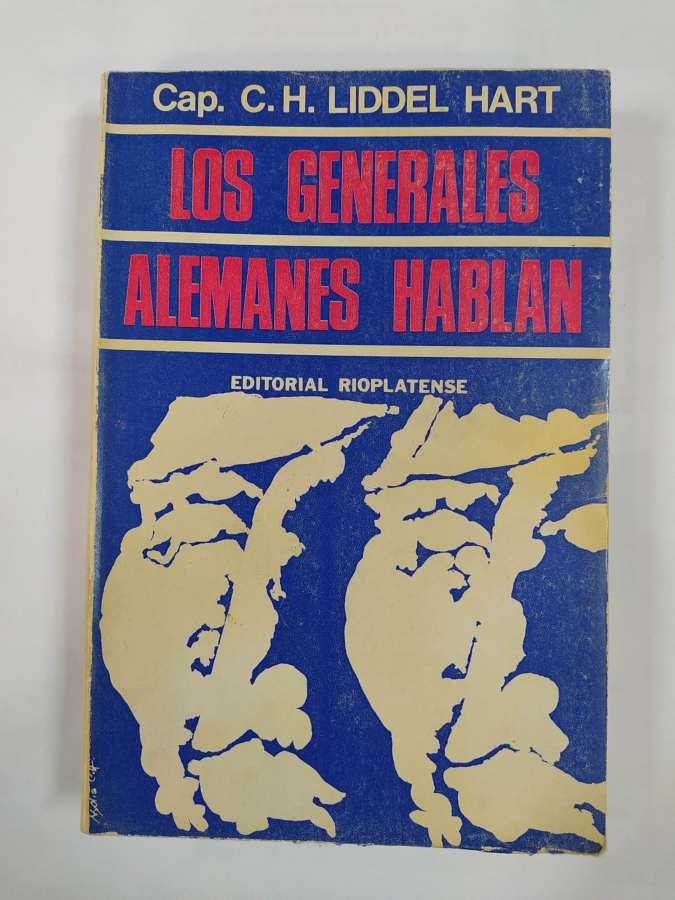 Cap. C. H. LIDDEL HART
LOS GENERALES
ALEMANES HABLAN
EDITORIAL RIOPLATENSE